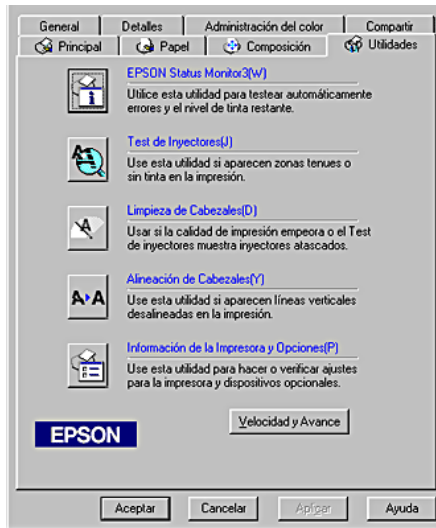 General Detalles Administración del color Compartir
Principal Papel Composición Utilidades
EPSON Status Monitor3(W)
Utilice esta utilidad para testear automáticamente
errores y el nivel de tinta restante.
Test de Inyectores(J)
Use esta utilidad si aparecen zonas tenues o
sin tinta en la impresión.
Limpieza de Cabezales(D)
Usar si la calidad de impresión empeora o el Test
de inyectores muestra inyectores atascados.
Alineación de Cabezales(Y)
Use esta utilidad si aparecen líneas verticales
desalineadas en la impresión.
Información de la Impresora y Opciones(P)
Use esta utilidad para hacer o verificar ajustes
para la impresora y dispositivos opcionales.
Velocidad y Avance
EPSON
Aceptar Cancelar Aplicar Ayuda